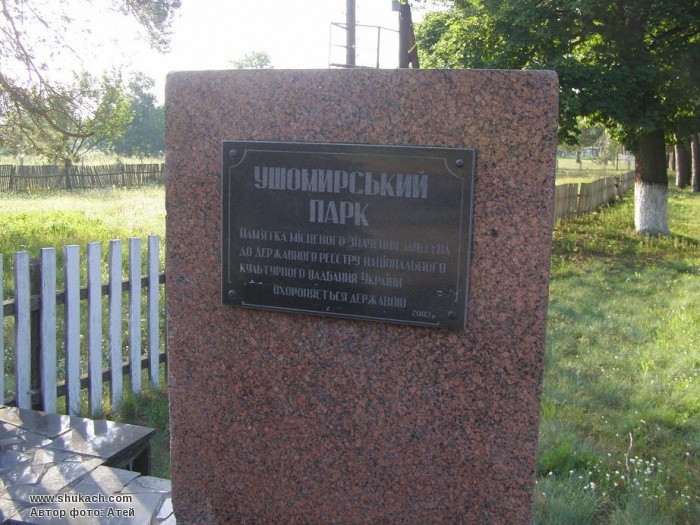 УШОМИРСЬКИЙ
ПАРК
ПАМ'ЯТКА МІСЦЕВОГО ЗНАЧЕННЯ ЗАНЕСЕНА
ДО ДЕРЖАВНОГО РЕЄСТРУ НАЦІОНАЛЬНОГО
КУЛЬТУРНОГО НАДБАННЯ УКРАЇНИ
ОХОРОНЯЄТЬСЯ ДЕРЖАВОЮ
www.shukach.com
Автор фото: Атей